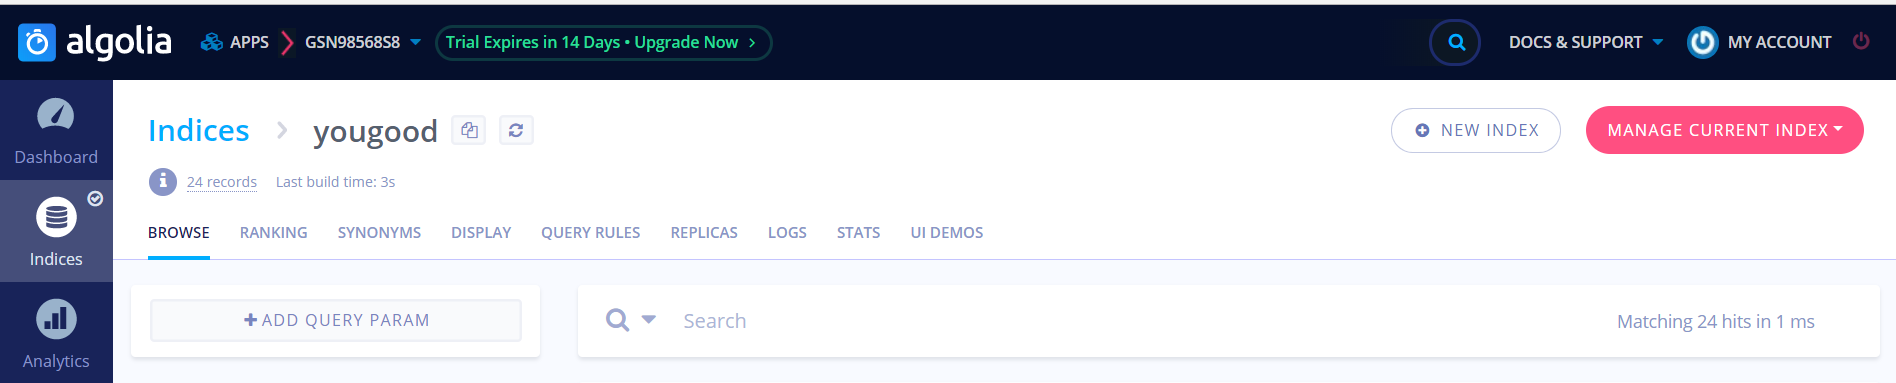 algolia APPS GSN98568S8 Trial Expires in 14 Days • Upgrade Now DOCS & SUPPORT MY ACCOUNT
Dashboard
Indices
Analytics
Indices yougood NEW INDEX MANAGE CURRENT INDEX
24 records Last build time: 3s
BROWSE RANKING SYNONYMS DISPLAY QUERY RULES REPLICAS LOGS STATS UI DEMOS
ADD QUERY PARAM Search Matching 24 hits in 1 ms